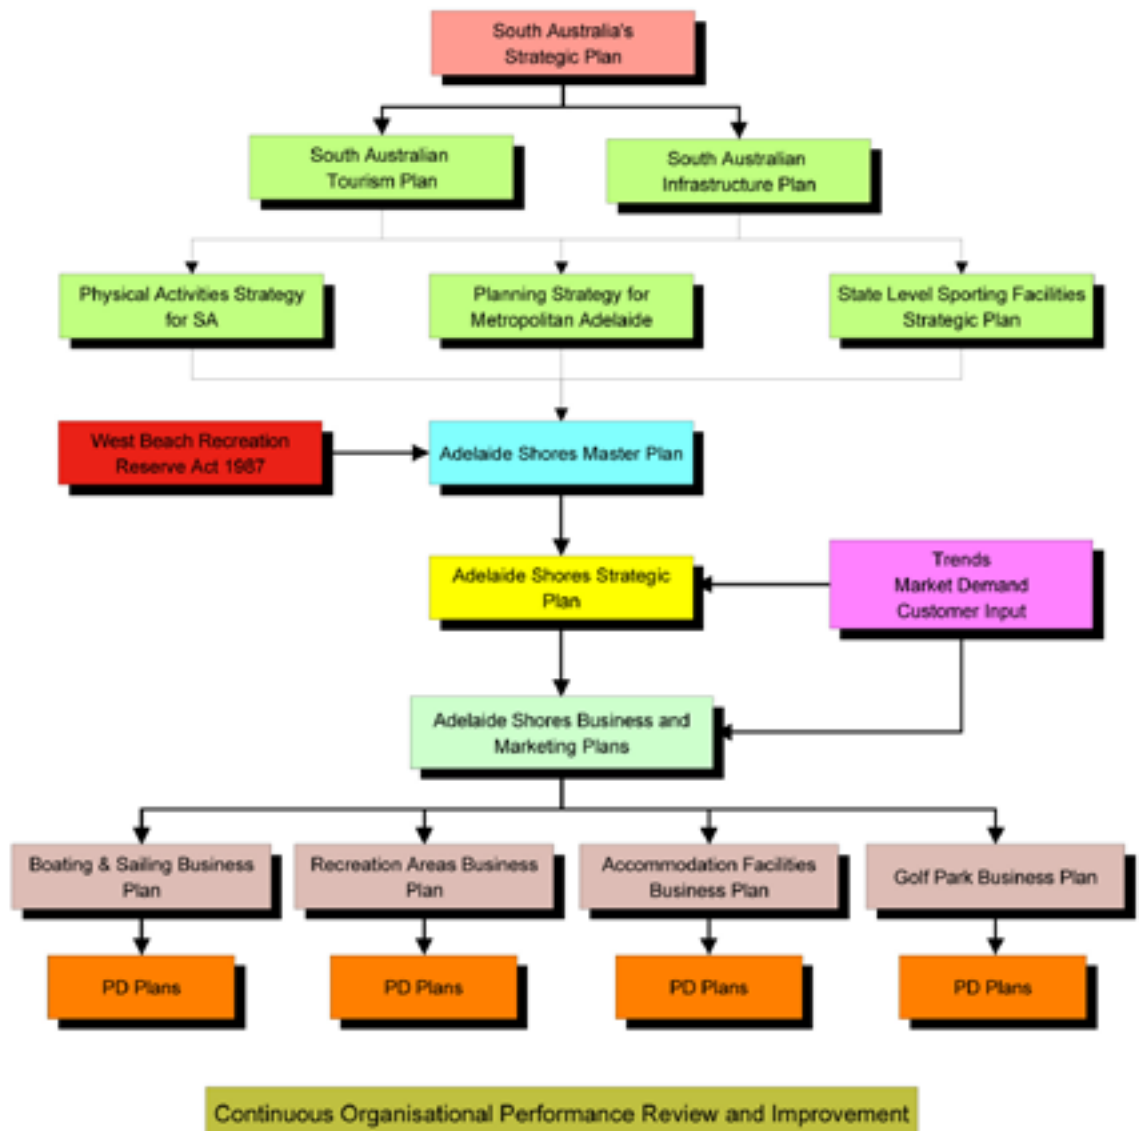 South Australia's
Strategic Plan
South Australian
Tourism Plan
South Australian
Infrastructure Plan
Physical Activities Strategy
for SA
Planning Strategy for
Metropolitan Adelaide
State Level Sporting Facilities
Strategic Plan
West Beach Recreation
Reserve Act 1987
Adelaide Shores Master Plan
Adelaide Shores Strategic
Plan
Trends
Market Demand
Customer Input
Adelaide Shores Business and
Marketing Plans
Boating & Sailing Business
Plan
Recreation Areas Business
Plan
Accommodation Facilities
Business Plan
Golf Park Business Plan
PD Plans
PD Plans
PD Plans
PD Plans
Continuous Organisational Performance Review and Improvement